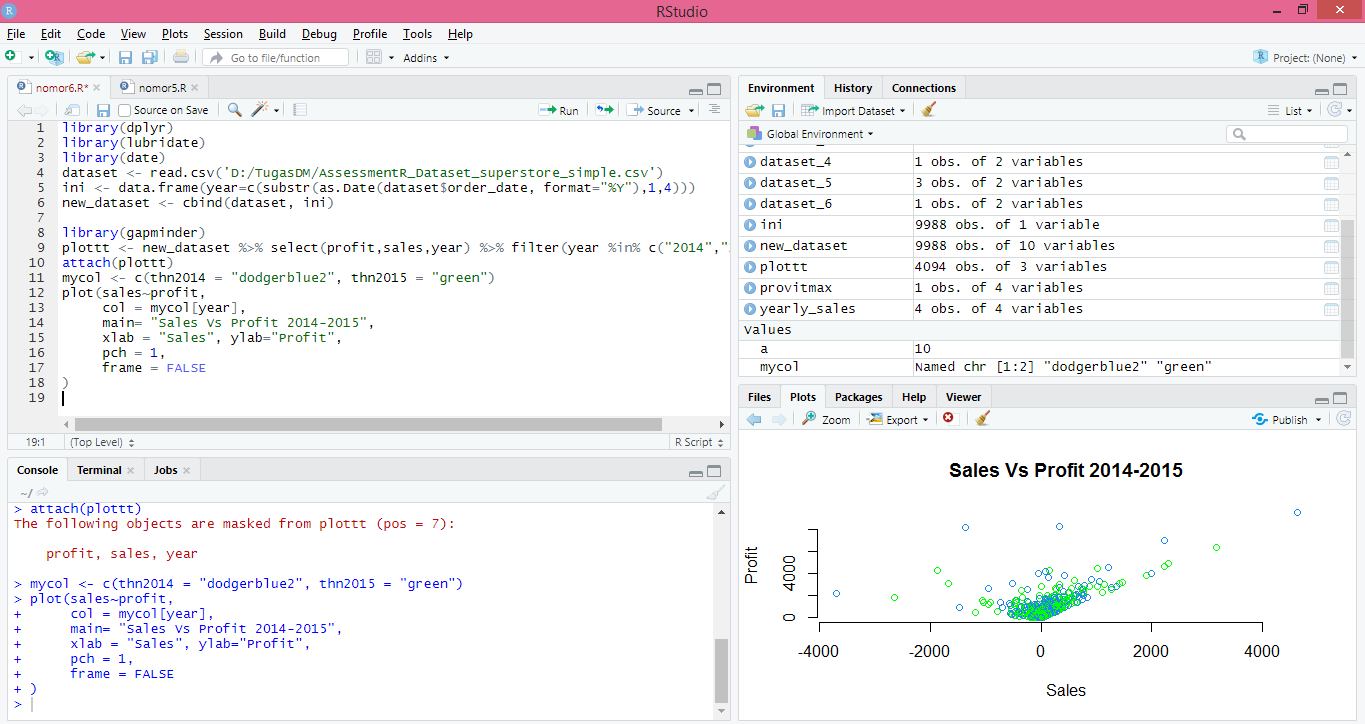 RStudio
File Edit Code View Plots Session Build Debug Profile Tools Help
Go to file/function Addins Project: (None)
nomor6.R* nomor5.R
Source on Save Run Source
1 library(dplyr)
2 library(lubridate)
3 library(date)
4 dataset <- read.csv('D:/TugasDM/AssessmentR_Dataset_superstore_simple.csv')
5 ini <- data.frame(year=c(substr(as.Date(dataset$order_date, format="%Y"),1,4)))
6 new_dataset <- cbind(dataset, ini)
7
8 library(gapminder)
9 plottt <- new_dataset %>% select(profit,sales,year) %>% filter(year %in% c("2014","
10 attach(plottt)
11 mycol <- c(thn2014 = "dodgerblue2", thn2015 = "green")
12 plot(sales~profit,
13 col = mycol[year],
14 main= "Sales Vs Profit 2014-2015",
15 xlab = "Sales", ylab="Profit",
16 pch = 1,
17 frame = FALSE
18 )
19
19:1 (Top Level) R Script
Console Terminal Jobs
~/
> attach(plottt)
The following objects are masked from plottt (pos = 7):
profit, sales, year
> mycol <- c(thn2014 = "dodgerblue2", thn2015 = "green")
> plot(sales~profit,
+ col = mycol[year],
+ main= "Sales Vs Profit 2014-2015",
+ xlab = "Sales", ylab="Profit",
+ pch = 1,
+ frame = FALSE
+ )
>
Environment History Connections
Import Dataset List
Global Environment
dataset_4 1 obs. of 2 variables
dataset_5 3 obs. of 2 variables
dataset_6 1 obs. of 2 variables
ini 9988 obs. of 1 variable
new_dataset 9988 obs. of 10 variables
plottt 4094 obs. of 3 variables
provitmax 1 obs. of 4 variables
yearly_sales 4 obs. of 4 variables
Values
a 10
mycol Named chr [1:2] "dodgerblue2" "green"
Files Plots Packages Help Viewer
Zoom Export Publish
Sales Vs Profit 2014-2015
Profit
4000
0
-4000 -2000 0 2000 4000
Sales